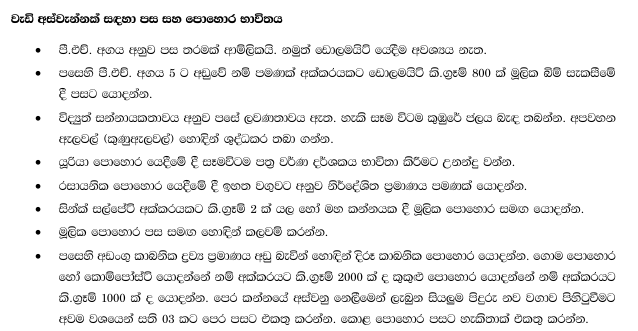 වැඩි අස්වැන්නක් සඳහා පස සහ පොහොර භාවිතය
• පී.එච්. අගය අනුව පස තරමක් ආම්ලිකයි. නමුත් ඩොලමයිට් යෙදීම අවශ්‍යය නැත.
• පසෙහි පී.එච්. අගය 5 ට අඩුවේ නම් පමණක් අක්කරයකට ඩොලමයිට් කි.ග්‍රෑම් 800 ක් මූලික බිම් සැකසීමේ
දී පසට යොදන්න.
• විද්‍යුත් සන්නායකතාවය අනුව පසේ ලවණතාවය ඇත. හැකි සෑම විටම කුඹුරේ ජලය බැඳ තබන්න. අපවහන
ඇලවල් (කුණුඇලවල්) හොඳින් ශුද්ධකර තබා ගන්න.
• යූරියා පොහොර යෙදීමේ දී සෑමවිටම පත්‍ර වර්ණ දර්ශකය භාවිතා කිරීමට උනන්දු වන්න.
• රසායනික පොහොර යෙදීමේ දී ඉහත වගුවට අනුව නිර්දේශිත ප්‍රමාණය පමණක් යොදන්න.
• සින්ක් සල්පේට් අක්කරයකට කි.ග්‍රෑම් 2 ක් යල හෝ මහ කන්නයක දී මූලික පොහොර සමඟ යොදන්න.
• මූලික පොහොර පස සමඟ හොඳින් කලවම් කරන්න.
• පසෙහි අඩංගු කාබනික ද්‍රව්‍ය ප්‍රමාණය අඩු බැවින් හොඳින් දිරූ කාබනික පොහොර යොදන්න. ගොම පොහොර
හෝ කොම්පෝස්ට් යොදන්නේ නම් අක්කරයට කි.ග්‍රෑම් 2000 ක් ද කුකුළු පොහොර යොදන්නේ නම් අක්කරයට
කි.ග්‍රෑම් 1000 ක් ද යොදන්න. පෙර කන්නයේ අස්වනු නෙලීමෙන් ලැබුන සියලුම පිදුරු නව වගාව පිහිටුවීමට
අවම වශයෙන් සති 03 කට පෙර පසට එකතු කරන්න. කොළ පොහොර පසට හැකිතාක් එකතු කරන්න.